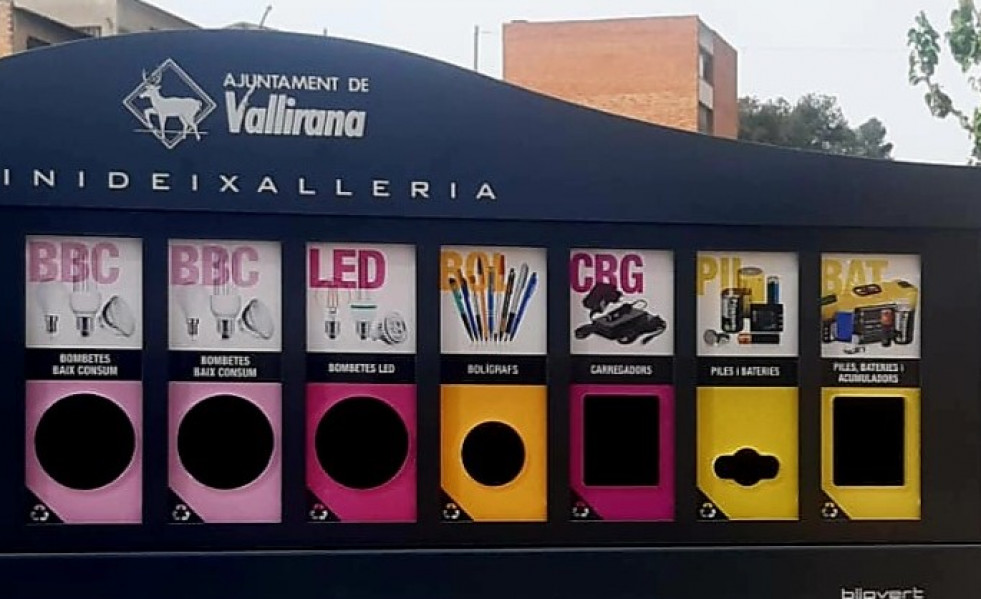 AJUNTAMENT DE
Vallirana
INIDEIXALLERIA
BBC
BOMBETES
BAIX CONSUM
BBC
BOMBETES
BAIX CONSUM
LED
BOMBETES LED
BOL
BOLÍGRAFS
CRG
CARREGADORS
PIL
PILES I BATERIES
BAT
PILES, BATERIES I
ACUMULADORS
blipvert